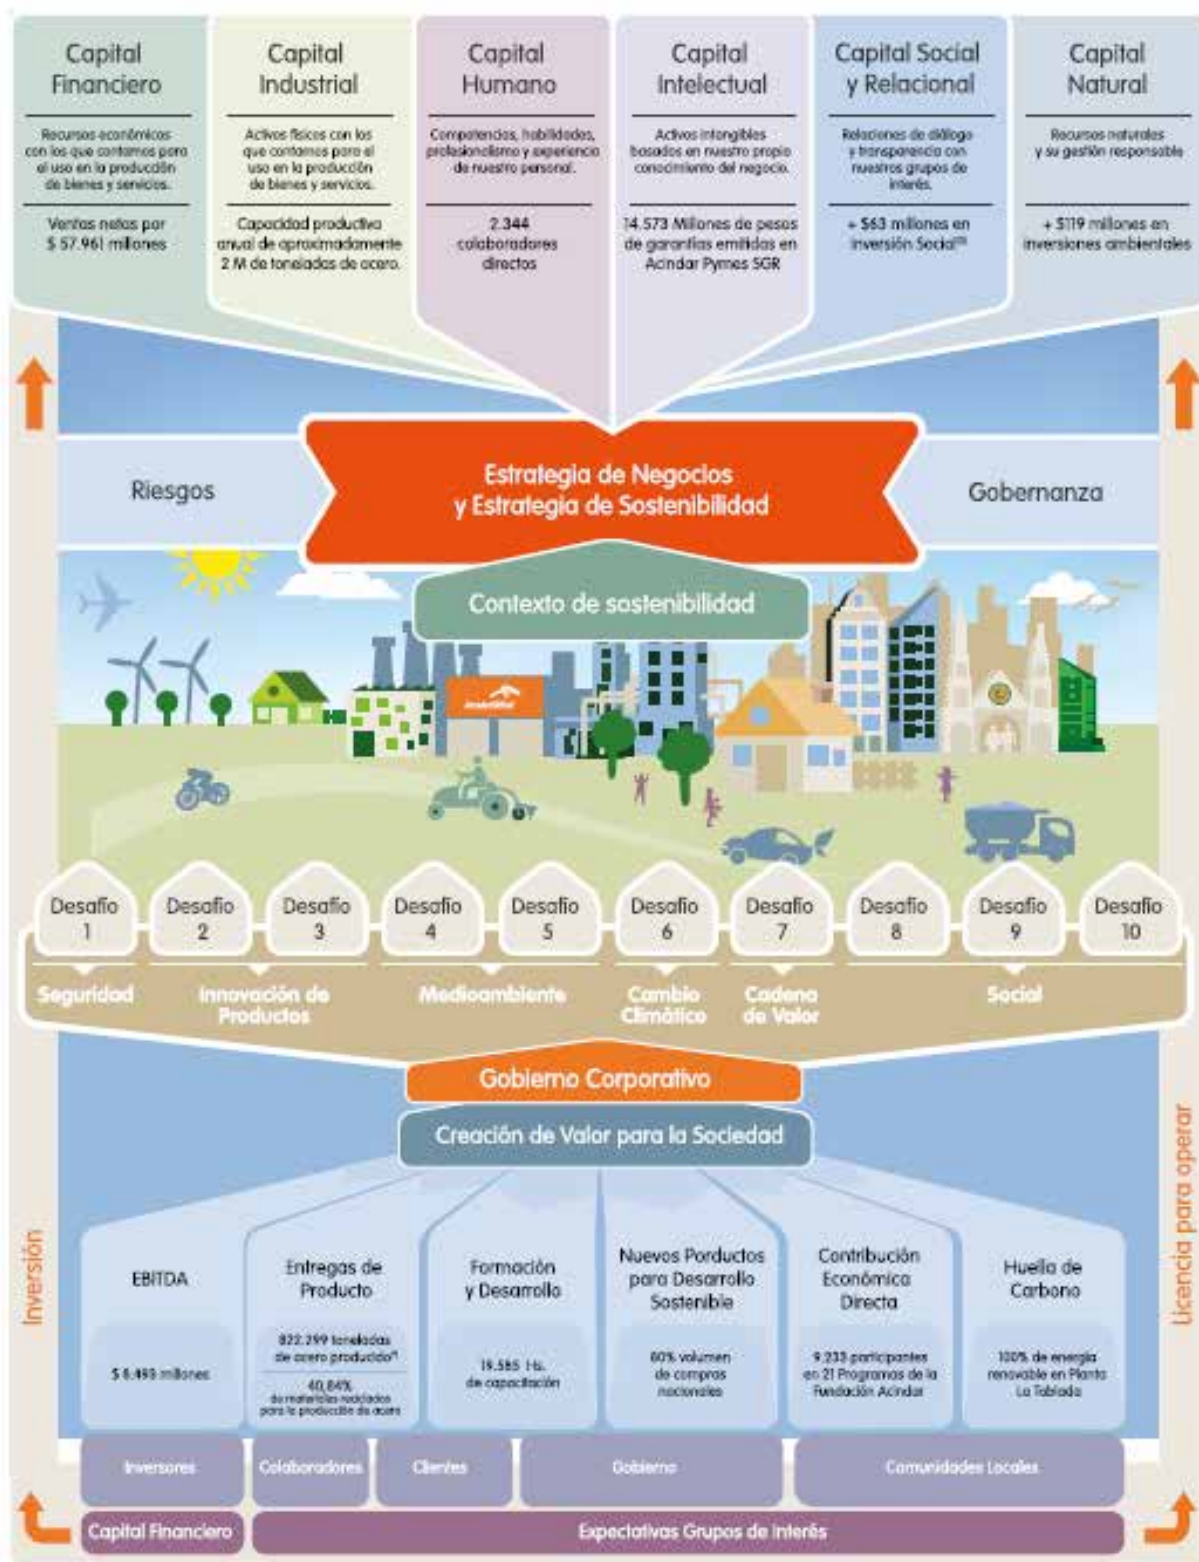 Capital
Financiero
Recursos económicos
con los que contamos para
el uso en la producción
de bienes y servicios.
Ventas netas por
$ 57.961 millones
Capital
Industrial
Activos físicos con los
que contamos para el
uso en la producción
de bienes y servicios.
Capacidad productiva
anual de aproximadamente
2 M de toneladas de acero.
Capital
Humano
Competencias, habilidades,
profesionalismo y experiencia
de nuestro personal.
2.344
colaboradores
directos
Capital
Intelectual
Activos intangibles
basados en nuestro propio
conocimiento del negocio.
14.573 Millones de pesos
de garantías emitidas en
Acindar Pymes SGR
Capital Social
y Relacional
Relaciones de diálogo
y transparencia con
nuestros grupos de
interés.
+ $63 millones en
inversión Social
Capital
Natural
Recursos naturales
y su gestión responsable
+ $119 millones en
inversiones ambientales
Riesgos
Estrategia de Negocios
y Estrategia de Sostenibilidad
Gobernanza
Contexto de sostenibilidad
ArcelorMittal
Desafío
1
Desafío
2
Desafío
3
Desafío
4
Desafío
5
Desafío
6
Desafío
7
Desafío
8
Desafío
9
Desafío
10
Seguridad
Innovación de
Productos
Medioambiente
Cambio
Climático
Cadena
de Valor
Social
Gobierno Corporativo
Creación de Valor para la Sociedad
Inversión
Licencia para operar
EBITDA
millones
Entregas de
Producto
822.299 toneladas
de acero producido
40,84%
de materiales reciclados
para la producción de acero
Formación
y Desarrollo
19.585 Hs.
de capacitación
Nuevos Porductos
para Desarrollo
Sostenible
volumen
de compras
nacionales
Contribución
Económica
Directa
9.233 participantes
en 21 Programas de la
Fundación Acindar
Huella de
Carbono
100% de energía
renovable en Planta
La Tablada
Inversores
Colaboradores
Clientes
Gobierno
Comunidades Locales
Capital Financiero
Expectativas Grupos de Interés